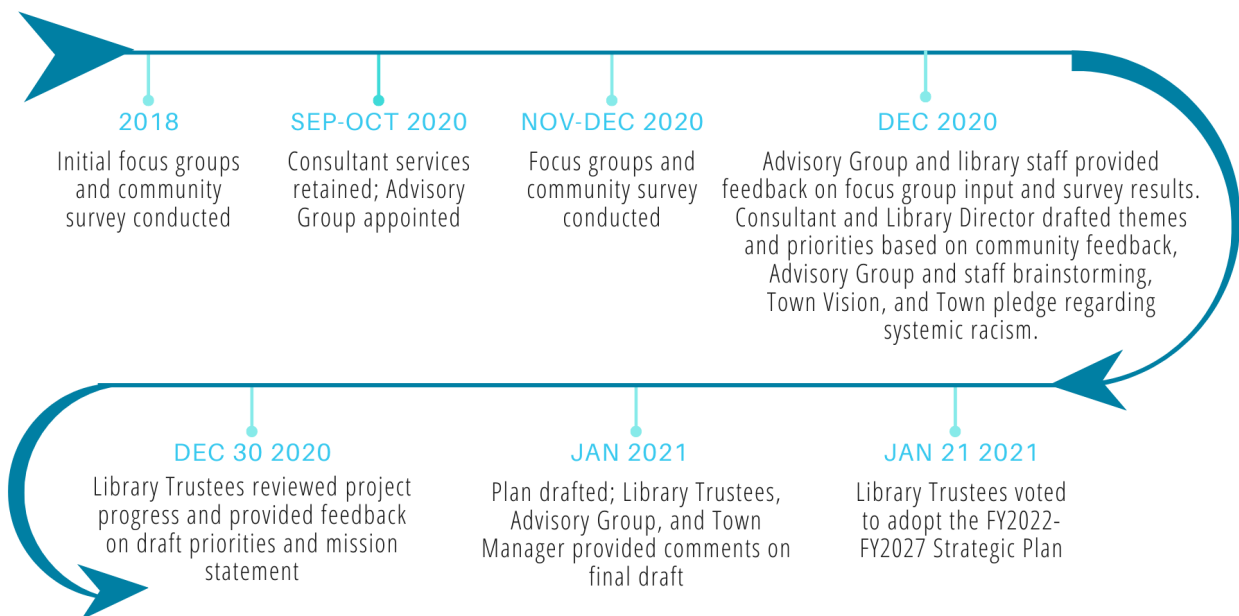 2018
Initial focus groups
and community
survey conducted
SEP-OCT 2020
Consultant services
retained; Advisory
Group appointed
NOV-DEC 2020
Focus groups and
community survey
conducted
DEC 2020
Advisory Group and library staff provided
feedback on focus group input and survey results.
Consultant and Library Director drafted themes
and priorities based on community feedback,
Advisory Group and staff brainstorming,
Town Vision, and Town pledge regarding
systemic racism.
DEC 30 2020
Library Trustees reviewed project
progress and provided feedback
on draft priorities and mission
statement
JAN 2021
Plan drafted; Library Trustees,
Advisory Group, and Town
Manager provided comments on
final draft
JAN 21 2021
Library Trustees voted
to adopt the FY2022-
FY2027 Strategic Plan